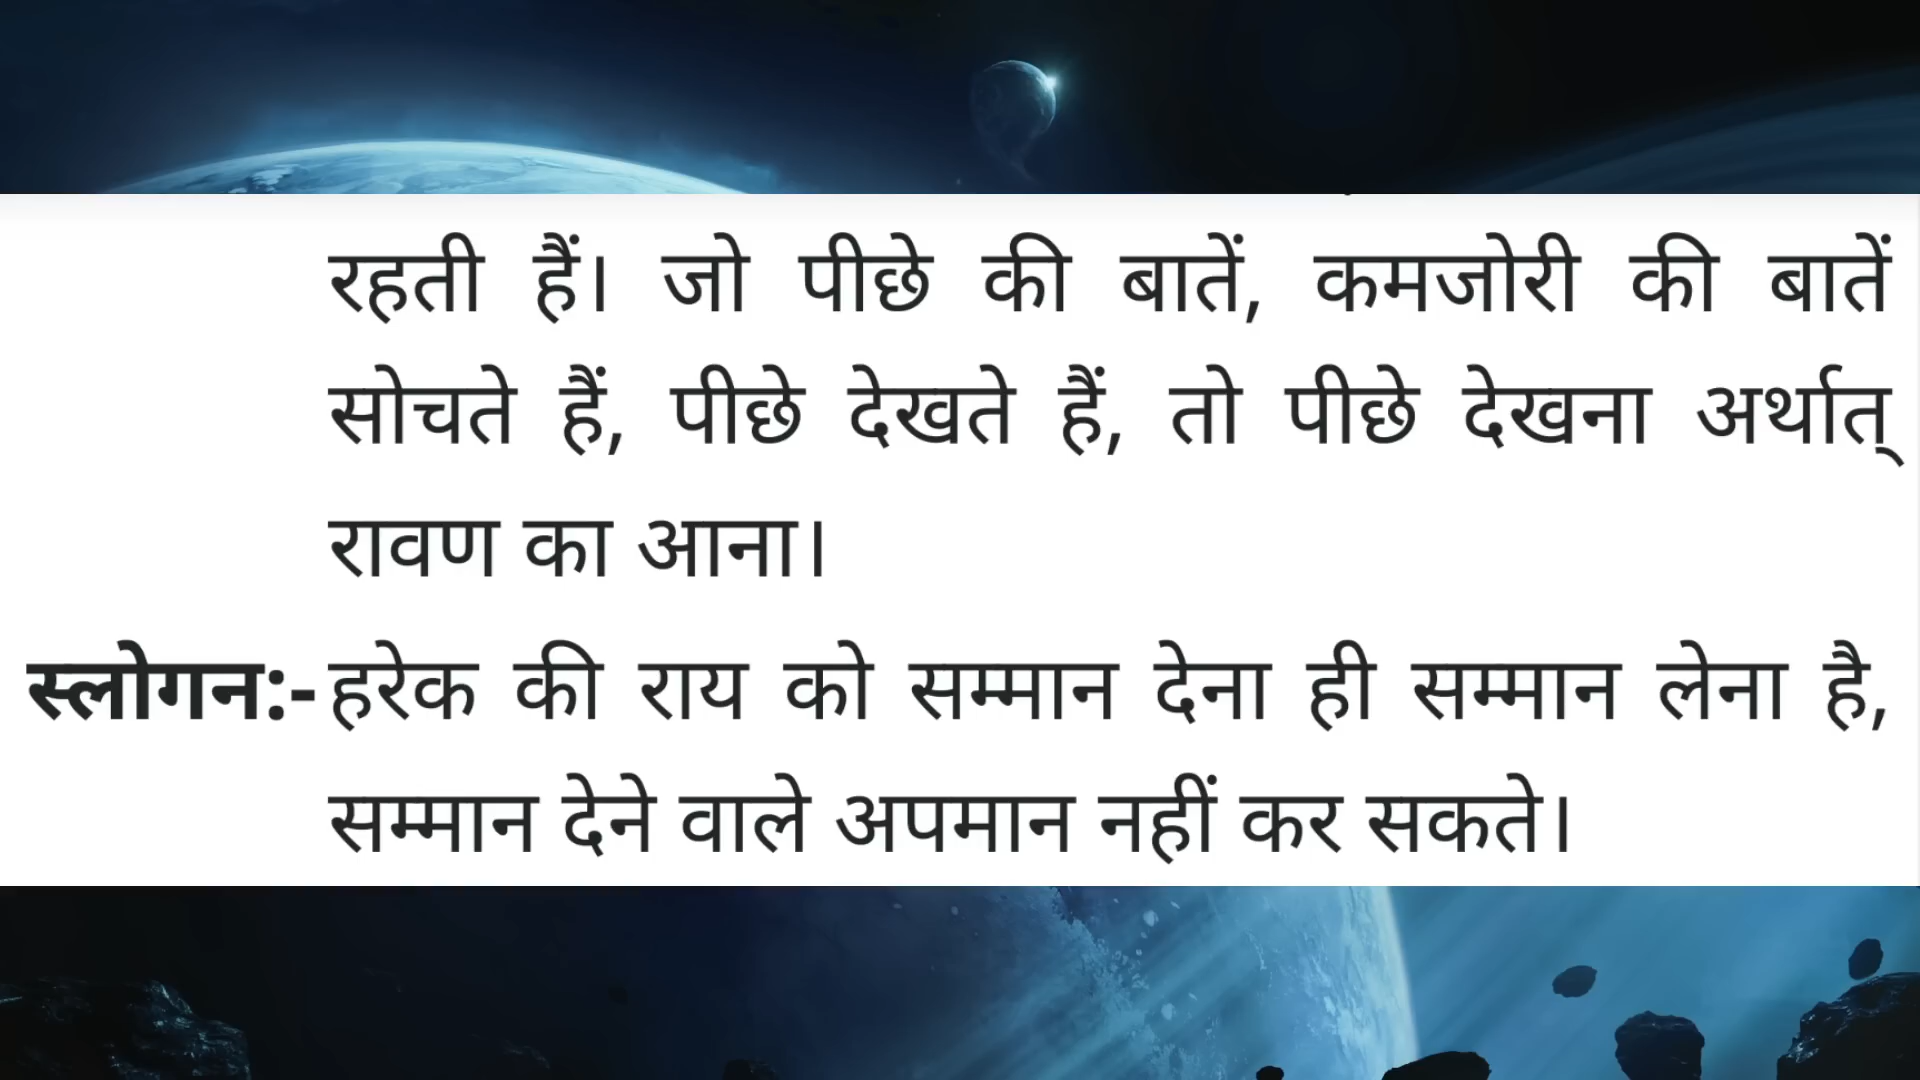 रहती हैं। जो पीछे की बातें, कमजोरी की बातें
सोचते हैं, पीछे देखते हैं, तो पीछे देखना अर्थात्
रावण का आना।
स्लोगन:- हरेक की राय को सम्मान देना ही सम्मान लेना है,
सम्मान देने वाले अपमान नहीं कर सकते।